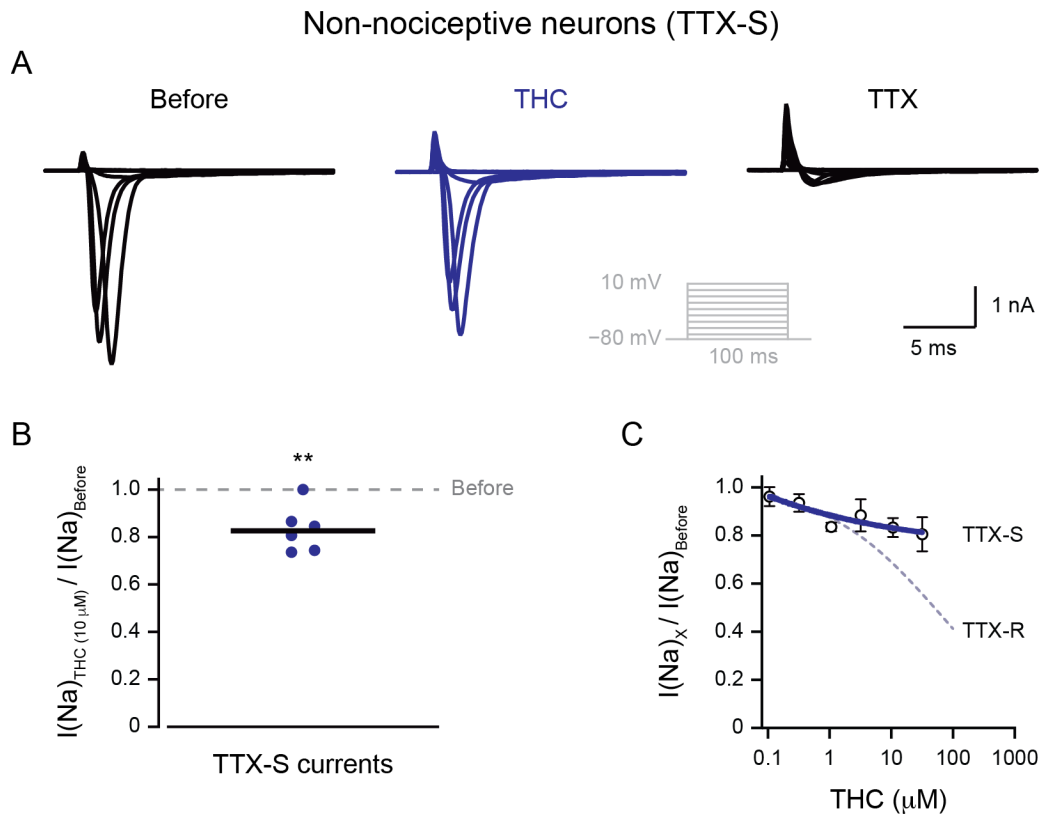 Non-nociceptive neurons (TTX-S)
A
Before
THC
TTX
10 mV
−80 mV
100 ms
1 nA
5 ms
B
I(Na)THC (10 μM) / I(Na)Before
**
Before
1.0
0.8
0.6
0.4
0.2
0
TTX-S currents
C
I(Na)X / I(Na)Before
1.0
0.8
0.6
0.4
0.2
0
TTX-S
TTX-R
0.1 1 10 100 1000
THC (μM)